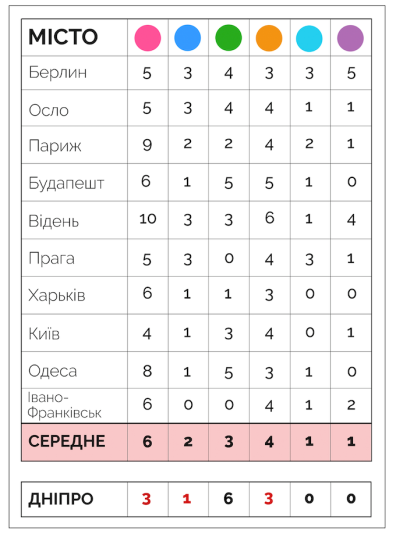 МІСТО
Берлин 5 3 4 3 3 5
Осло 5 3 4 4 1 1
Париж 9 2 2 4 2 1
Будапешт 6 1 5 5 1 0
Відень 10 3 3 6 1 4
Прага 5 3 0 4 3 1
Харьків 6 1 1 3 0 0
Київ 4 1 3 4 0 1
Одеса 8 1 5 3 1 0
Івано-
Франківськ 6 0 0 4 1 2
СЕРЕДНЕ 6 2 3 4 1 1
ДНІПРО 3 1 6 3 0 0